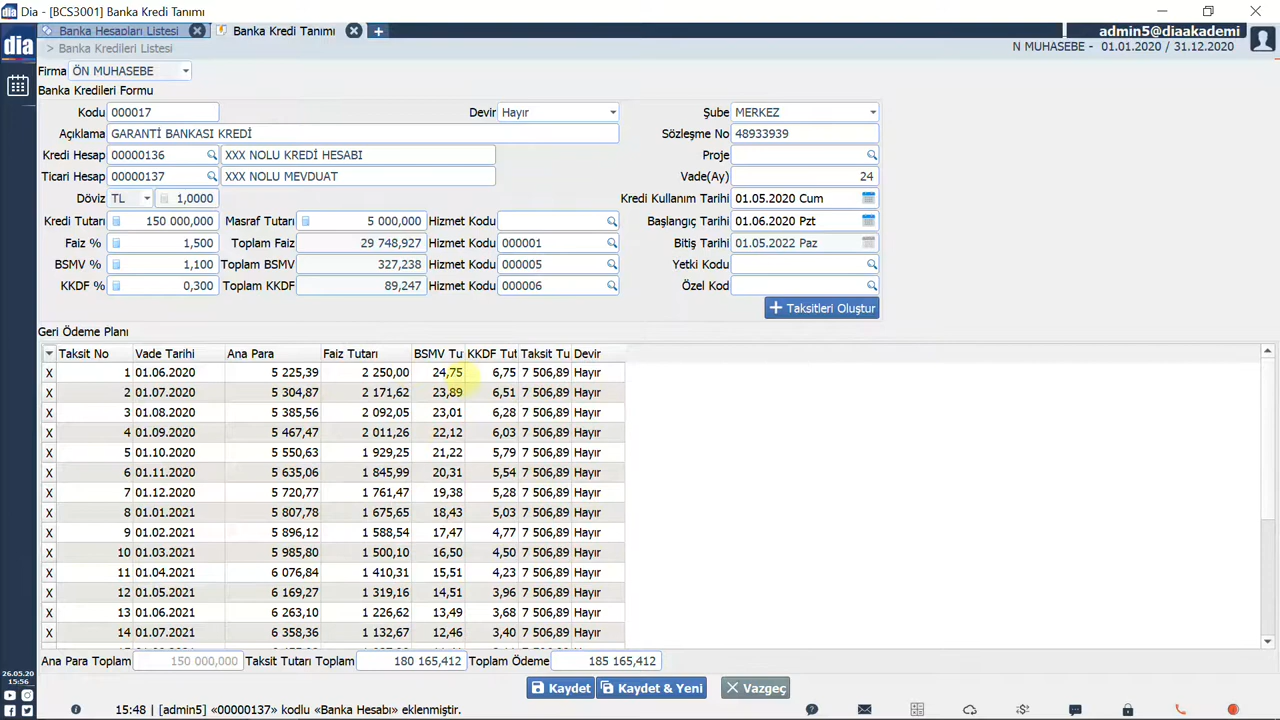 Dia - [BCS3001] Banka Kredi Tanımı
dia
Banka Hesapları Listesi
Banka Kredi Tanımı
admin5@diaakademi
> Banka Kredileri Listesi
N MUHASEBE - 01.01.2020 / 31.12.2020
Firma ÖN MUHASEBE
Banka Kredileri Formu
Kodu 000017 Devir Hayır Şube MERKEZ
Açıklama GARANTİ BANKASI KREDİ Sözleşme No 48933939
Kredi Hesap 00000136 XXX NOLU KREDİ HESABI Proje
Ticari Hesap 00000137 XXX NOLU MEVDUAT Vade(Ay) 24
Döviz TL 1,0000 Kredi Kullanım Tarihi 01.05.2020 Cum
Kredi Tutarı 150 000,000 Masraf Tutarı 5 000,000 Hizmet Kodu Başlangıç Tarihi 01.06.2020 Pzt
Faiz % 1,500 Toplam Faiz 29 748,927 Hizmet Kodu 000001 Bitiş Tarihi 01.05.2022 Paz
BSMV % 1,100 Toplam BSMV 327,238 Hizmet Kodu 000005 Yetki Kodu
KKDF % 0,300 Toplam KKDF 89,247 Hizmet Kodu 000006 Özel Kod
+ Taksitleri Oluştur
Geri Ödeme Planı
Taksit No Vade Tarihi Ana Para Faiz Tutarı BSMV Tu KKDF Tut Taksit Tu Devir
X 1 01.06.2020 5 225,39 2 250,00 24,75 6,75 7 506,89 Hayır
X 2 01.07.2020 5 304,87 2 171,62 23,89 6,51 7 506,89 Hayır
X 3 01.08.2020 5 385,56 2 092,05 23,01 6,28 7 506,89 Hayır
X 4 01.09.2020 5 467,47 2 011,26 22,12 6,03 7 506,89 Hayır
X 5 01.10.2020 5 550,63 1 929,25 21,22 5,79 7 506,89 Hayır
X 6 01.11.2020 5 635,06 1 845,99 20,31 5,54 7 506,89 Hayır
X 7 01.12.2020 5 720,77 1 761,47 19,38 5,28 7 506,89 Hayır
X 8 01.01.2021 5 807,78 1 675,65 18,43 5,03 7 506,89 Hayır
X 9 01.02.2021 5 896,12 1 588,54 17,47 4,77 7 506,89 Hayır
X 10 01.03.2021 5 985,80 1 500,10 16,50 4,50 7 506,89 Hayır
X 11 01.04.2021 6 076,84 1 410,31 15,51 4,23 7 506,89 Hayır
X 12 01.05.2021 6 169,27 1 319,16 14,51 3,96 7 506,89 Hayır
X 13 01.06.2021 6 263,10 1 226,62 13,49 3,68 7 506,89 Hayır
X 14 01.07.2021 6 358,36 1 132,67 12,46 3,40 7 506,89 Hayır
Ana Para Toplam 150 000,000 Taksit Tutarı Toplam 180 165,412 Toplam Ödeme 185 165,412
Kaydet Kaydet & Yeni Vazgeç
26.05.20
15:56
15:48 | [admin5] «00000137» kodlu «Banka Hesabı» eklenmiştir.